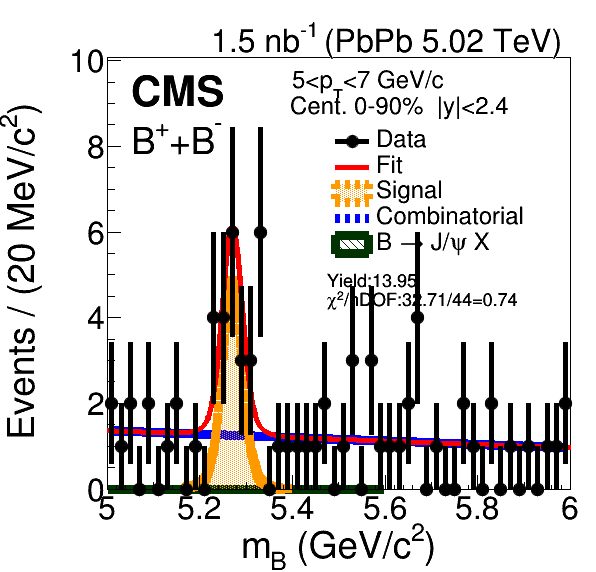 1.5 nb⁻¹ (PbPb 5.02 TeV)
CMS
5<p_T<7 GeV/c
Cent. 0-90% |y|<2.4
B⁺+B⁻
Data
Fit
Signal
Combinatorial
B → J/ψ X
Yield:13.95
χ²/nDOF:32.71/44=0.74
Events / (20 MeV/c²)
10
8
6
4
2
0
5 5.2 5.4 5.6 5.8 6
m_B (GeV/c²)